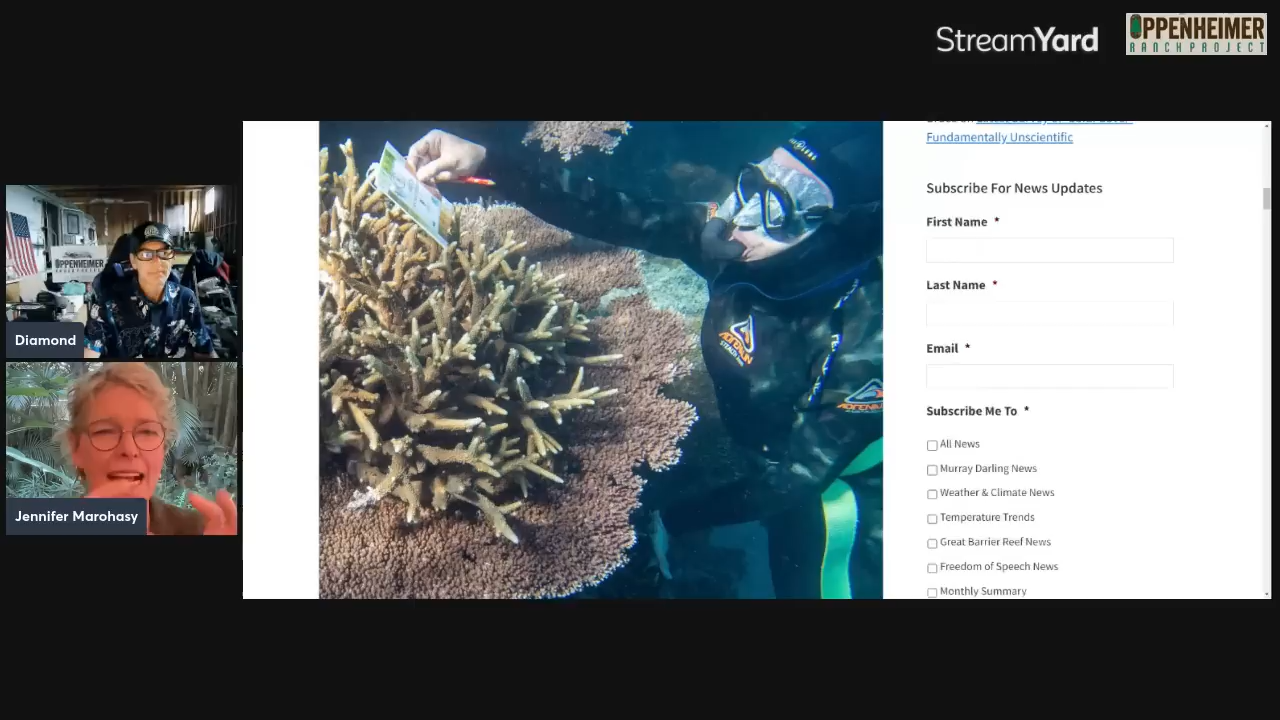 StreamYard
OPPENHEIMER
RANCH PROJECT
Fundamentally Unscientific
Subscribe For News Updates
First Name *
Last Name *
Email *
Subscribe Me To *
All News
Murray Darling News
Weather & Climate News
Temperature Trends
Great Barrier Reef News
Freedom of Speech News
Monthly Summary
OPPENHEIMER
Diamond
Jennifer Marohasy
ADRENALIN